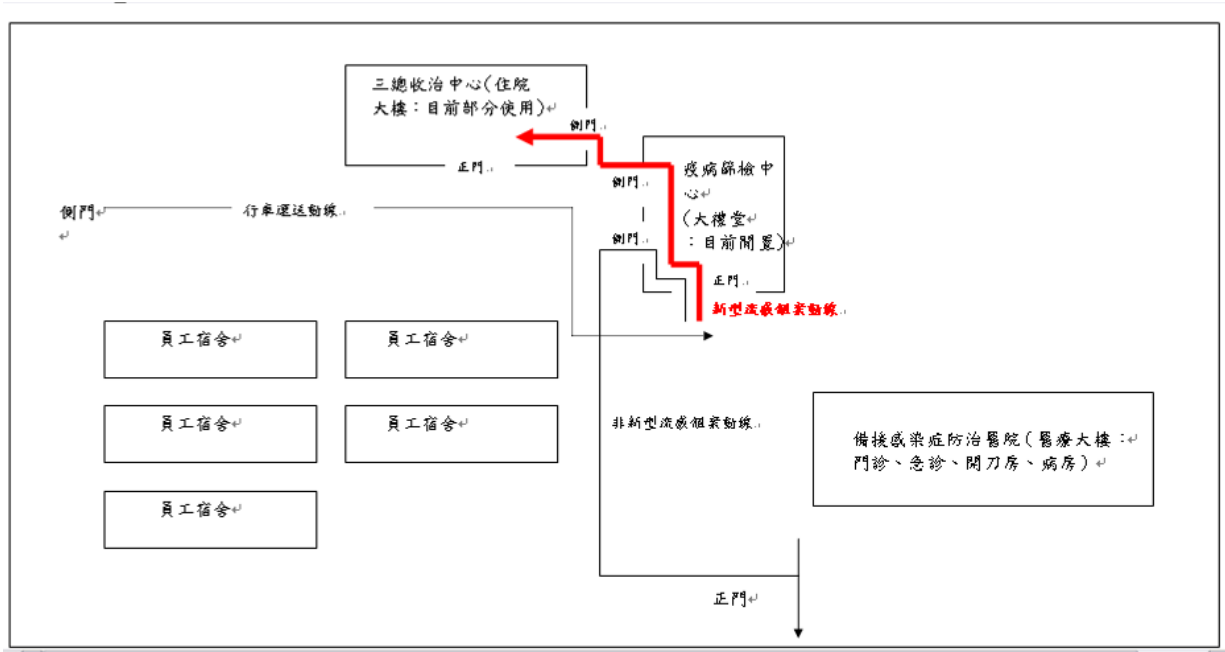 三總收治中心(住院
大樓：目前部分使用)
側門
正門
疫病篩檢中
心
(大禮堂
：目前閒置)
側門
側門
正門
側門
行車運送動線
新型流感個案動線
員工宿舍
員工宿舍
員工宿舍
員工宿舍
員工宿舍
非新型流感個案動線
備援感染症防治醫院(醫療大樓：
門診、急診、開刀房、病房)
正門